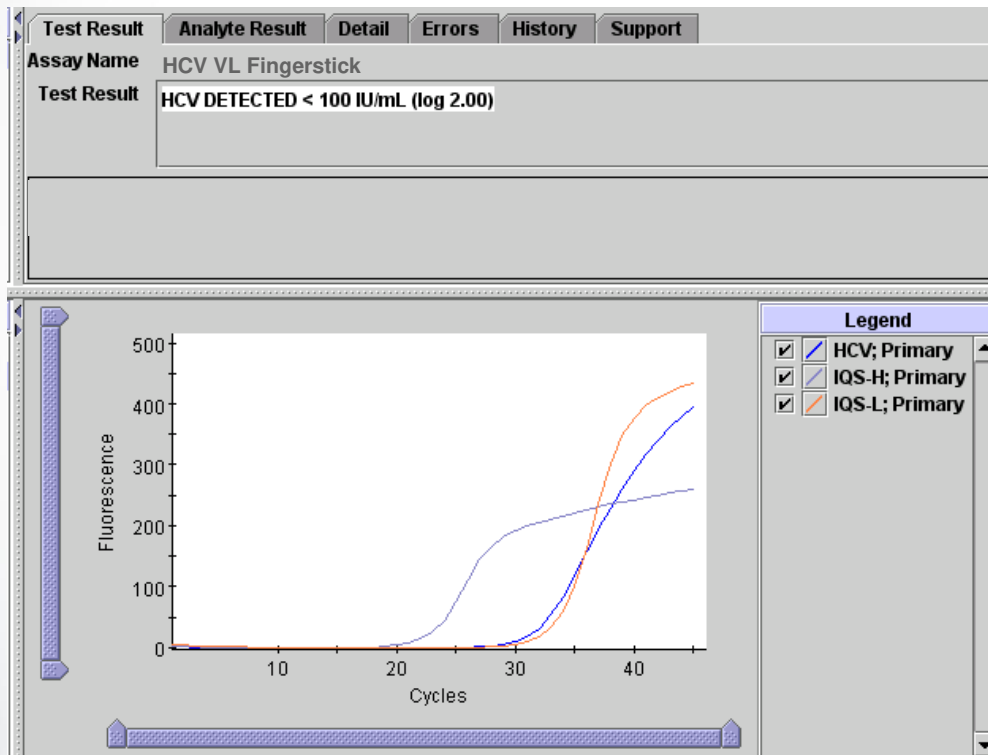 Test Result Analyte Result Detail Errors History Support
Assay Name HCV VL Fingerstick
Test Result HCV DETECTED < 100 IU/mL (log 2.00)
Legend
HCV; Primary
IQS-H; Primary
IQS-L; Primary
500
400
300
200
100
0
Fluorescence
10 20 30 40
Cycles